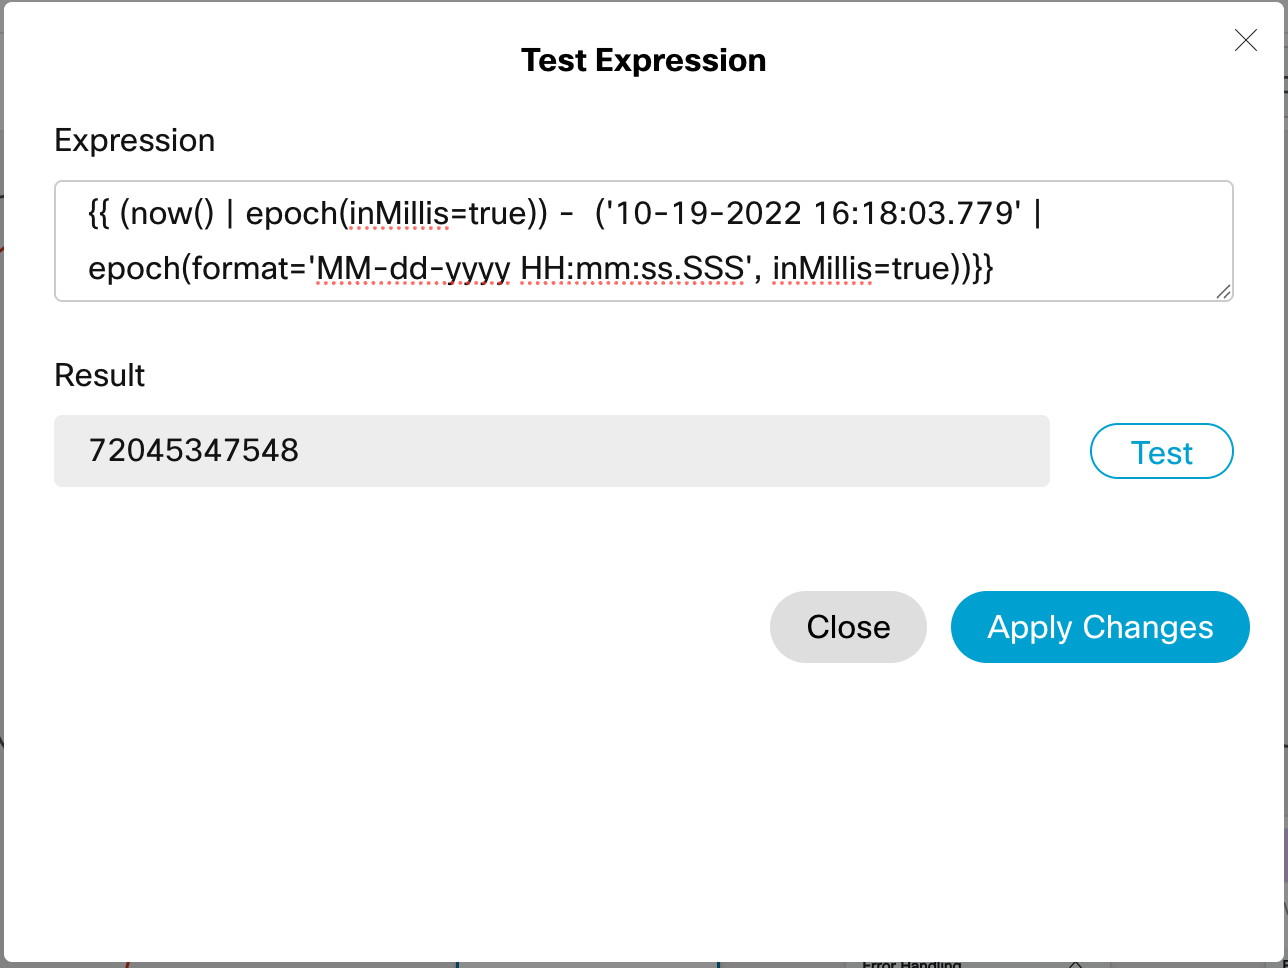 Test Expression
Expression
{{ (now() | epoch(inMillis=true)) -  ('10-19-2022 16:18:03.779' |
epoch(format='MM-dd-yyyy HH:mm:ss.SSS', inMillis=true))}}
Result
72045347548
Test
Close
Apply Changes
Error Handling